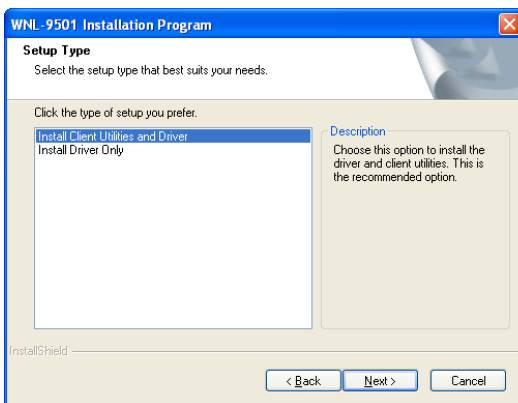 WNL-9501 Installation Program
Setup Type
Select the setup type that best suits your needs.
Click the type of setup you prefer.
Install Client Utilities and Driver
Install Driver Only
Description
Choose this option to install the
driver and client utilities. This is
the recommended option.
InstallShield
< Back
Next >
Cancel